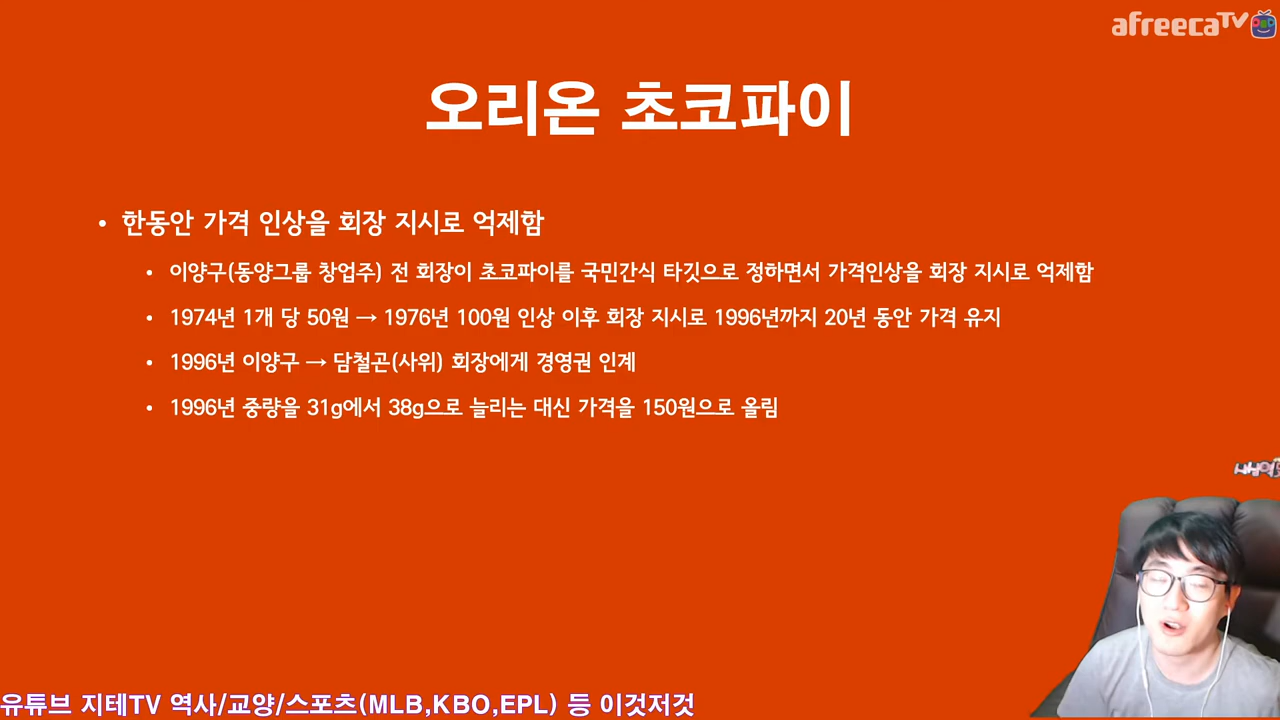 afreecaTV
오리온 초코파이
• 한동안 가격 인상을 회장 지시로 억제함
• 이양구(동양그룹 창업주) 전 회장이 초코파이를 국민간식 타깃으로 정하면서 가격인상을 회장 지시로 억제함
• 1974년 1개 당 50원 → 1976년 100원 인상 이후 회장 지시로 1996년까지 20년 동안 가격 유지
• 1996년 이양구 → 담철곤(사위) 회장에게 경영권 인계
• 1996년 중량을 31g에서 38g으로 늘리는 대신 가격을 150원으로 올림
유튜브 지테TV 역사/교양/스포츠(MLB,KBO,EPL) 등 이것저것